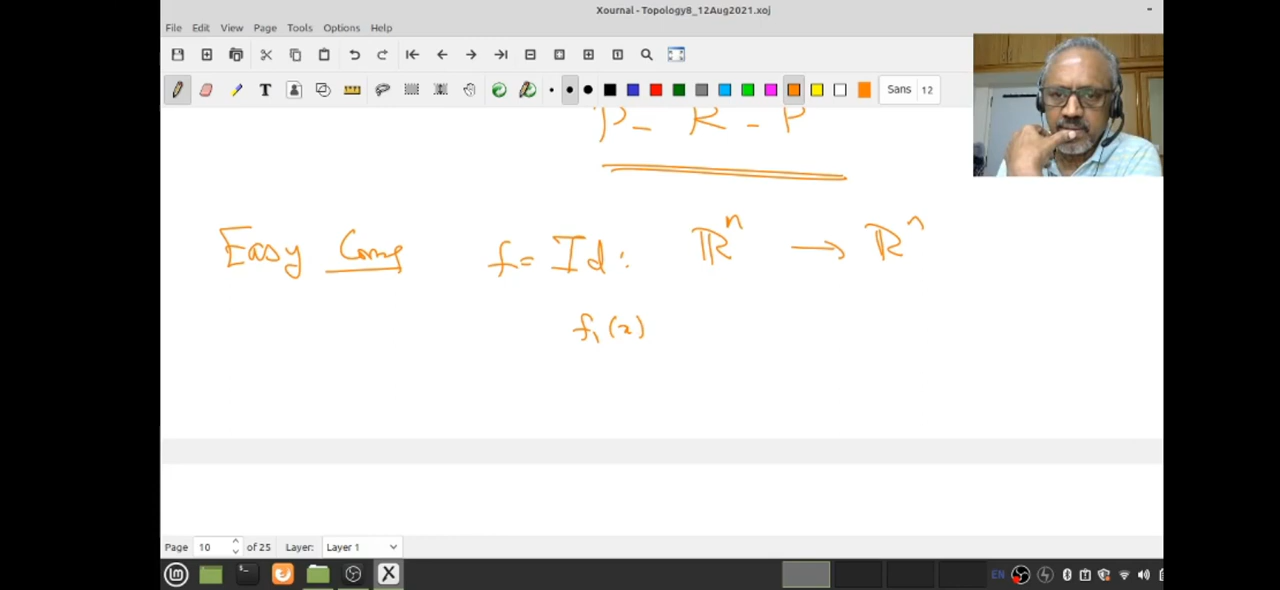 Xournal - Topology8_12Aug2021.xoj
File Edit View Page Tools Options Help
Sans 12
P - R - P
Easy f = Id : ℝⁿ → ℝⁿ
f₁(x)
Page 10 of 25 Layer: Layer 1
EN